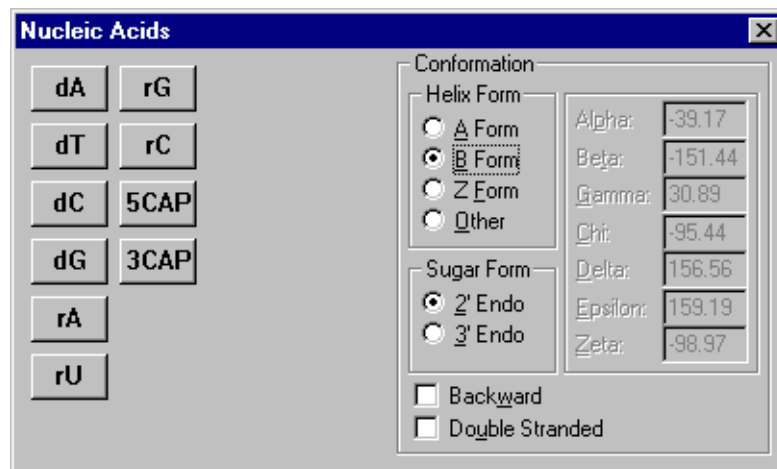 Nucleic Acids
dA rG
dT rC
dC 5CAP
dG 3CAP
rA
rU
Conformation
Helix Form
A Form
B Form
Z Form
Other
Sugar Form
2' Endo
3' Endo
Alpha: -39.17
Beta: -151.44
Gamma: 30.89
Chi: -95.44
Delta: 156.56
Epsilon: 159.19
Zeta: -98.97
Backward
Double Stranded